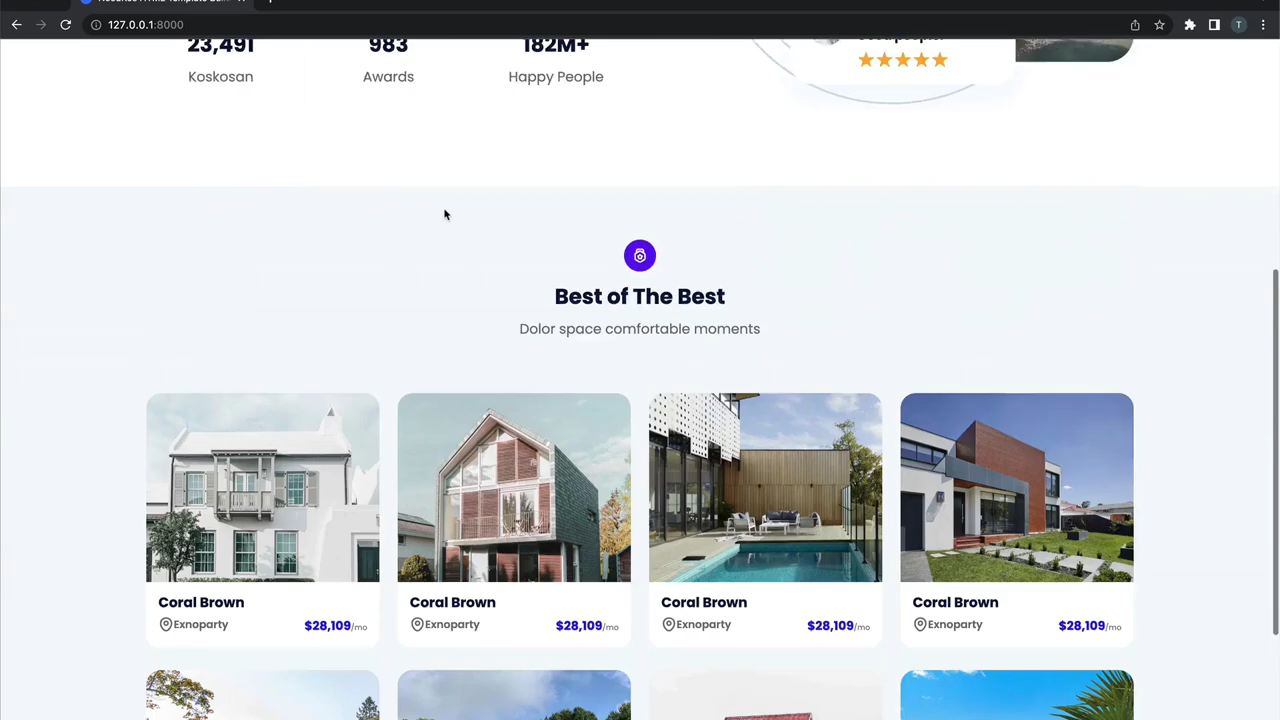 127.0.0.1:8000
T
23,491
983
182M+
Koskosan
Awards
Happy People
Best of The Best
Dolor space comfortable moments
Coral Brown
Exnoparty
$28,109/mo
Coral Brown
Exnoparty
$28,109/mo
Coral Brown
Exnoparty
$28,109/mo
Coral Brown
Exnoparty
$28,109/mo